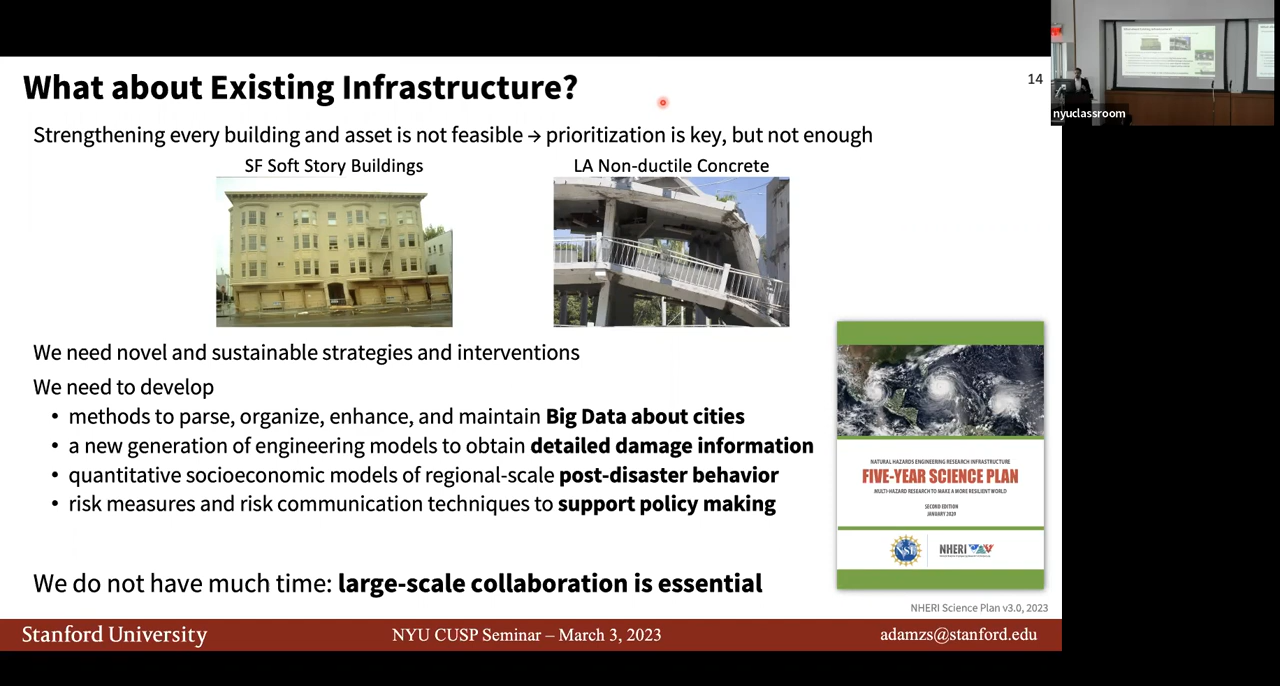 What about Existing Infrastructure?
14
Strengthening every building and asset is not feasible → prioritization is key, but not enough
SF Soft Story Buildings
LA Non-ductile Concrete
We need novel and sustainable strategies and interventions
We need to develop
• methods to parse, organize, enhance, and maintain Big Data about cities
• a new generation of engineering models to obtain detailed damage information
• quantitative socioeconomic models of regional-scale post-disaster behavior
• risk measures and risk communication techniques to support policy making
We do not have much time: large-scale collaboration is essential
NATURAL HAZARDS ENGINEERING RESEARCH INFRASTRUCTURE
FIVE-YEAR SCIENCE PLAN
MULTI-HAZARD RESEARCH TO MAKE A MORE RESILIENT WORLD
SECOND EDITION
JANUARY 2020
NSF
NHERI
NHERI Science Plan v3.0, 2023
Stanford University
NYU CUSP Seminar – March 3, 2023
adamzs@stanford.edu
nyuclassroom